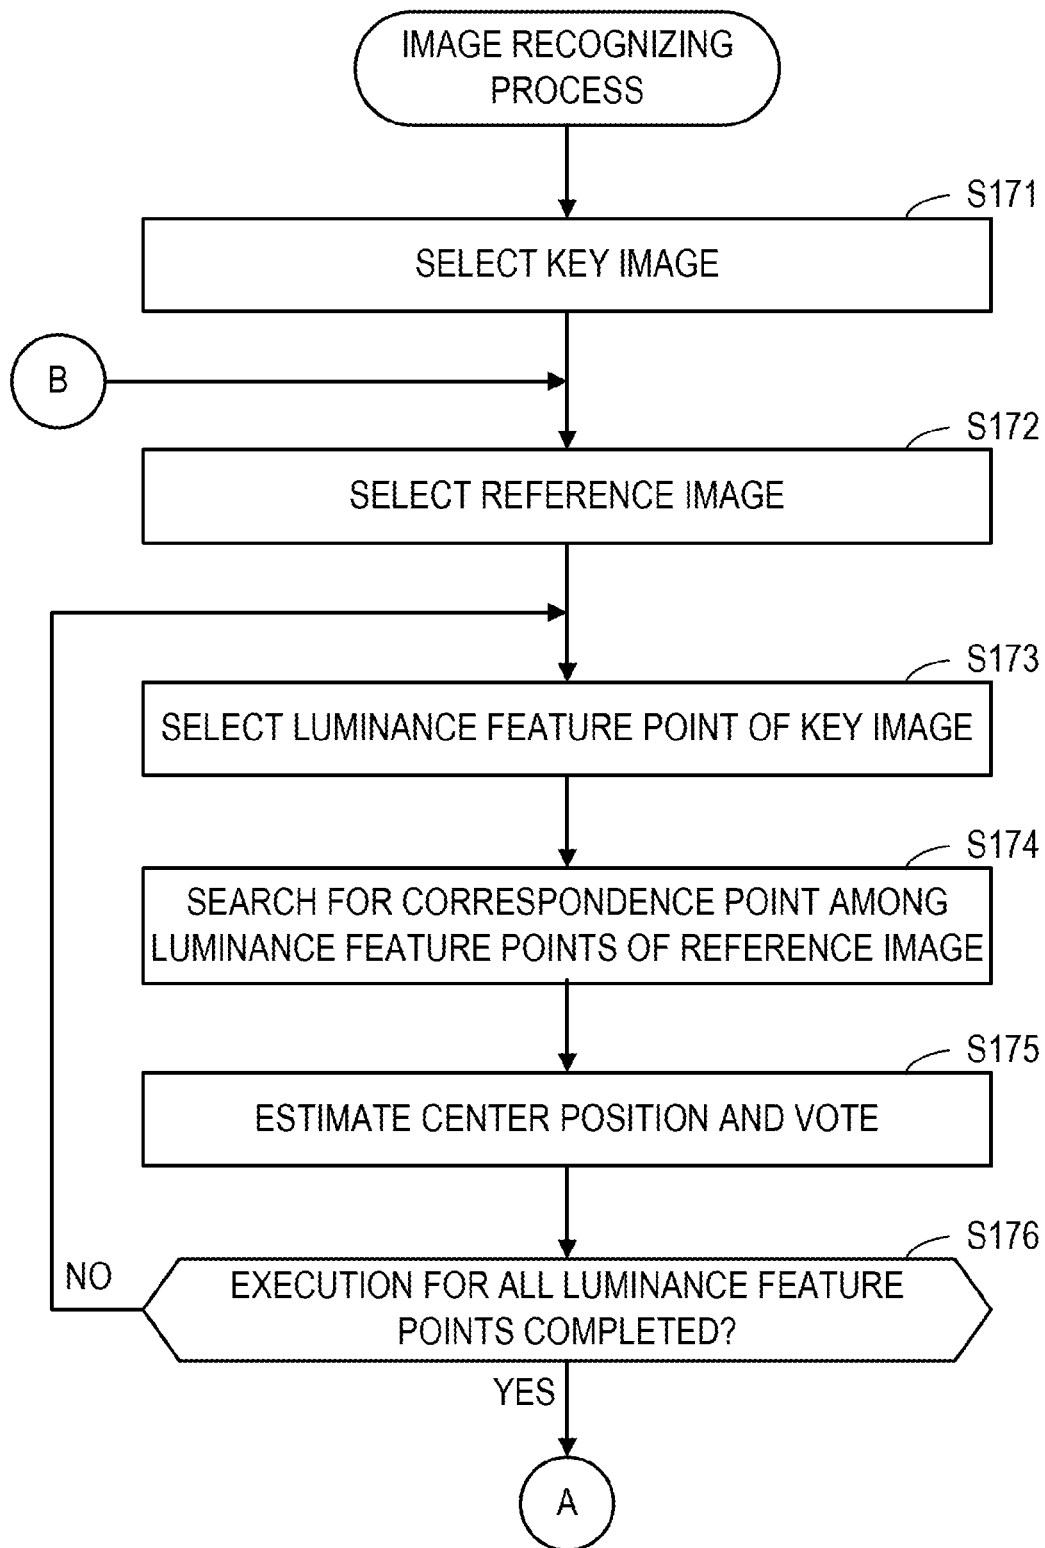 IMAGE RECOGNIZING
PROCESS
S171
SELECT KEY IMAGE
B
S172
SELECT REFERENCE IMAGE
S173
SELECT LUMINANCE FEATURE POINT OF KEY IMAGE
S174
SEARCH FOR CORRESPONDENCE POINT AMONG
LUMINANCE FEATURE POINTS OF REFERENCE IMAGE
S175
ESTIMATE CENTER POSITION AND VOTE
S176
NO
EXECUTION FOR ALL LUMINANCE FEATURE
POINTS COMPLETED?
YES
A